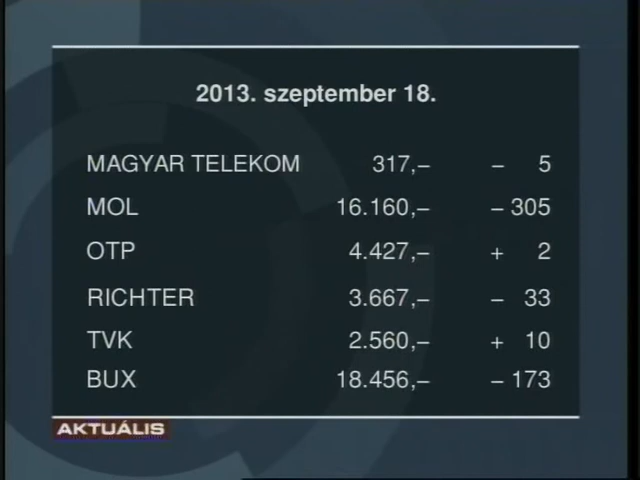 2013. szeptember 18.
MAGYAR TELEKOM 317,– – 5
MOL 16.160,– – 305
OTP 4.427,– + 2
RICHTER 3.667,– – 33
TVK 2.560,– + 10
BUX 18.456,– – 173
AKTUÁLIS